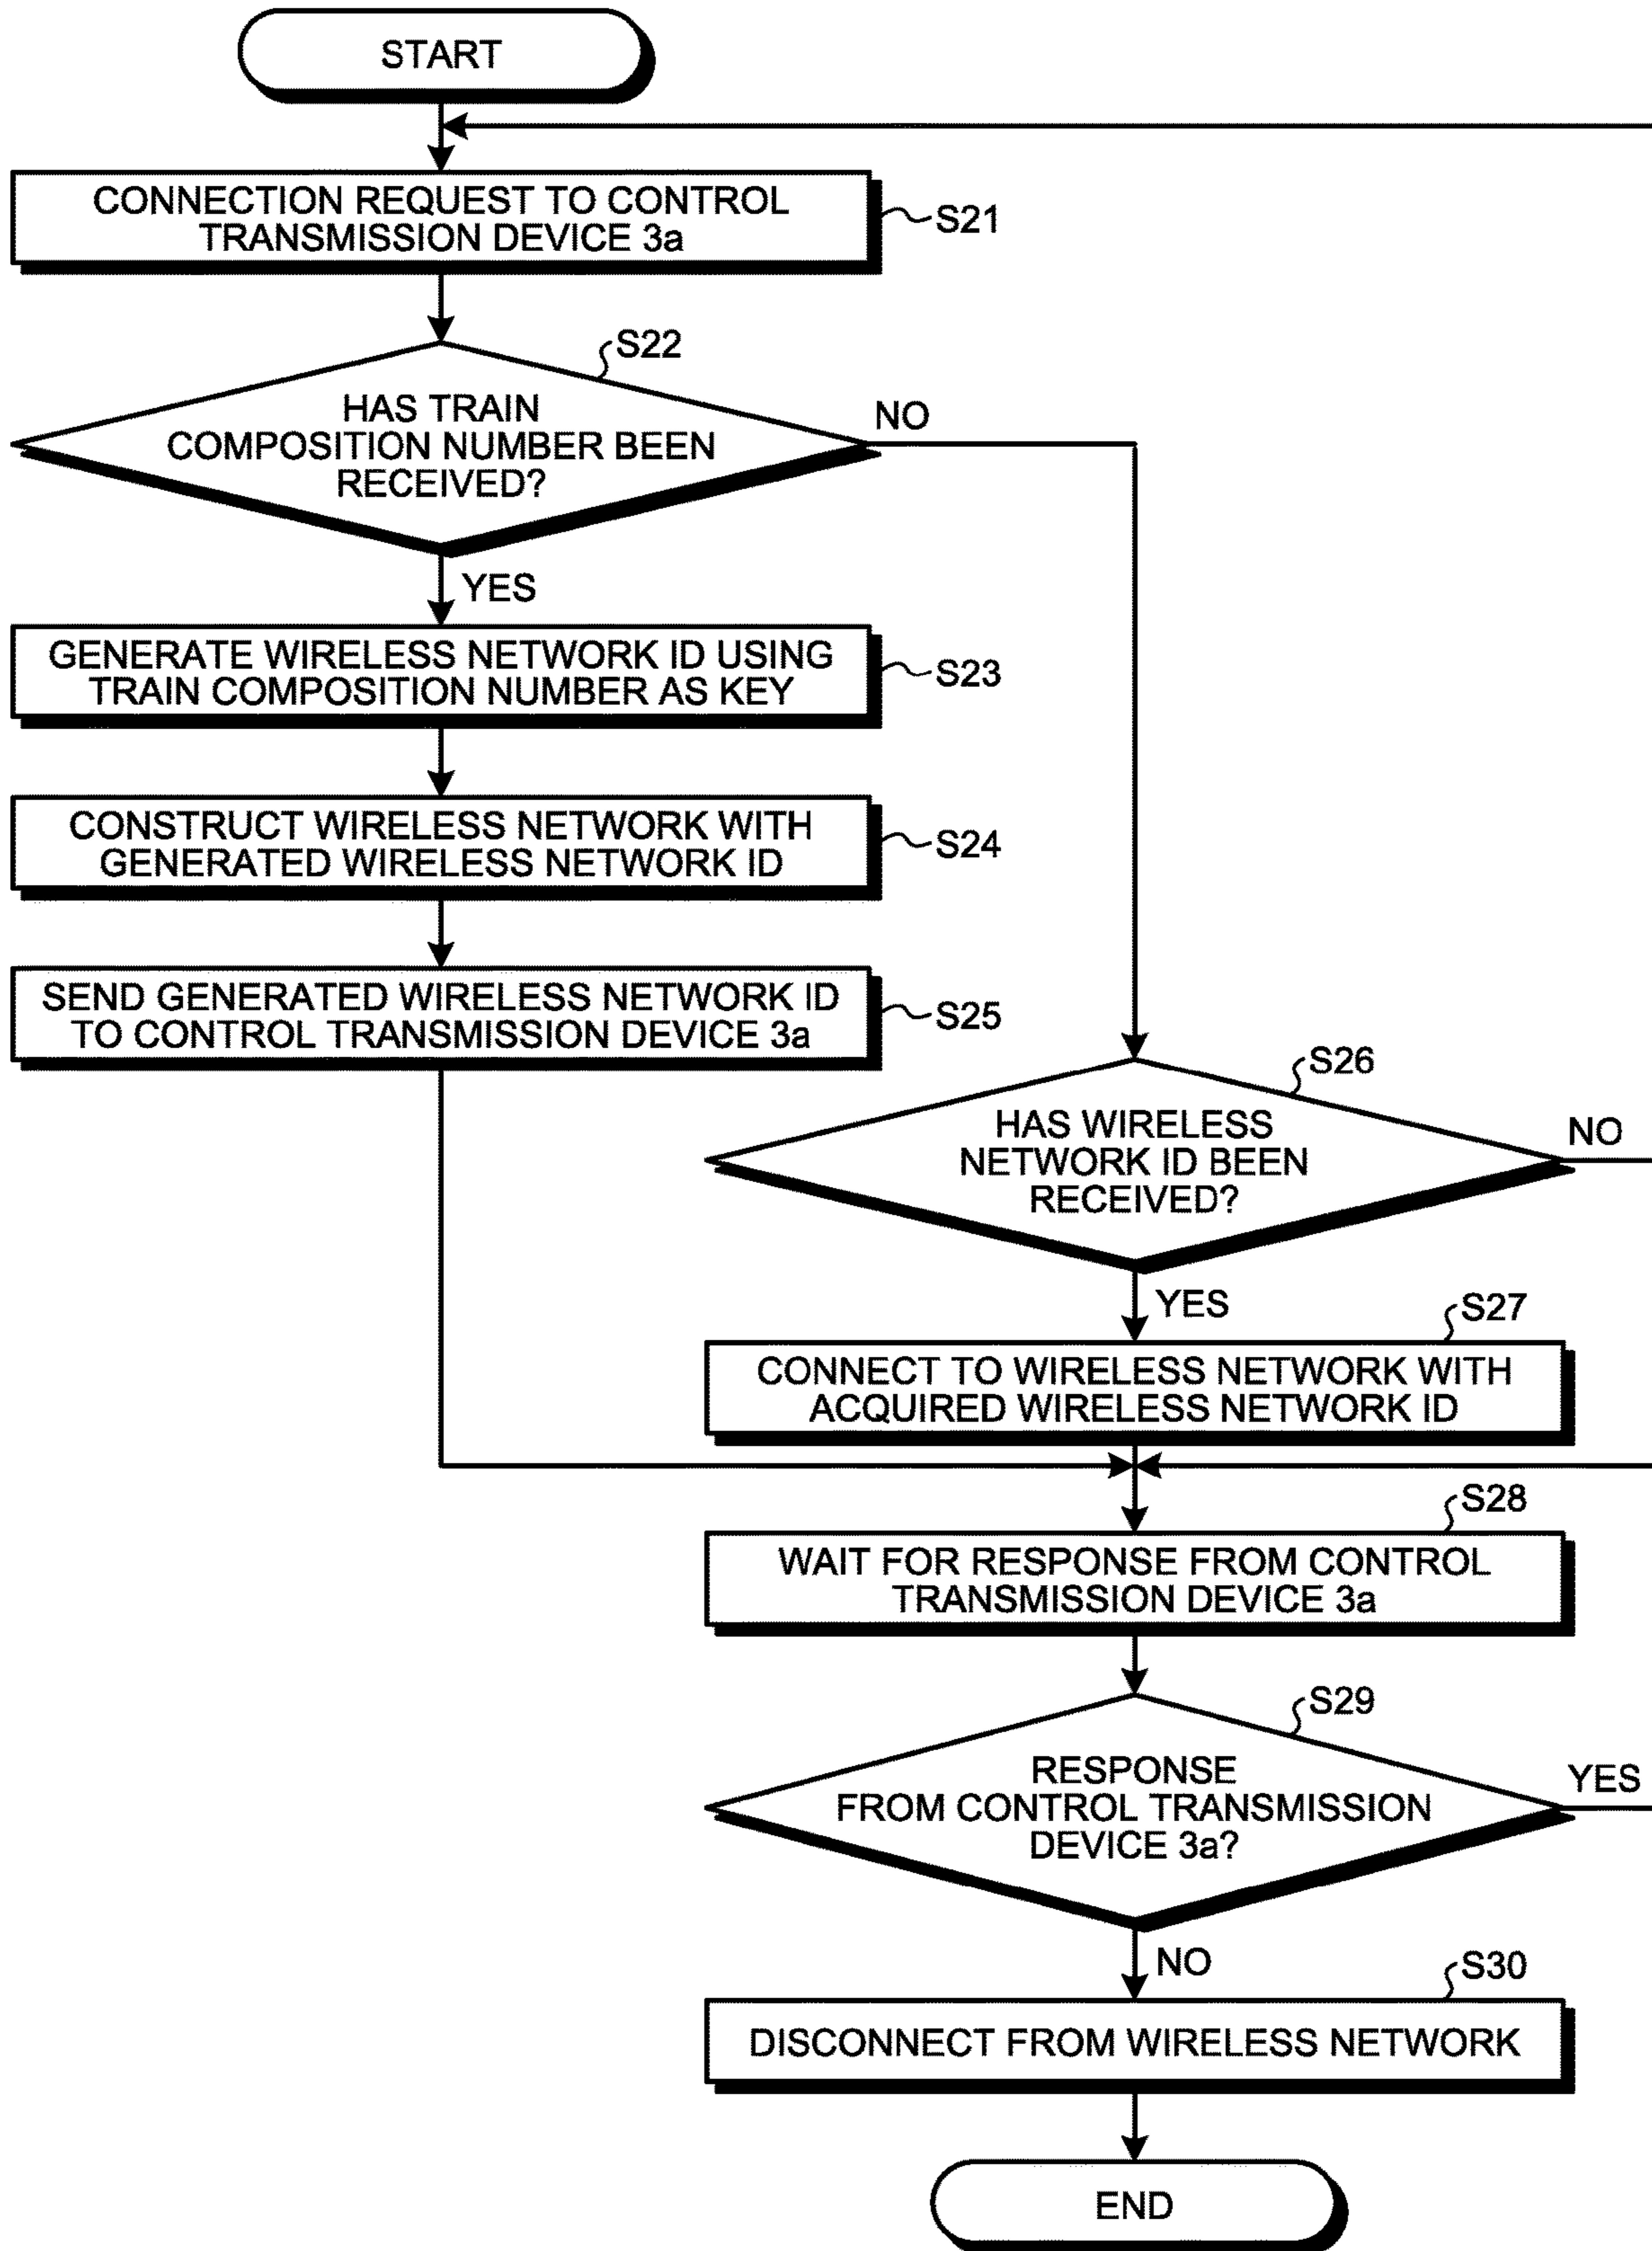 START
CONNECTION REQUEST TO CONTROL
TRANSMISSION DEVICE 3a
S21
S22
HAS TRAIN
COMPOSITION NUMBER BEEN
RECEIVED?
NO
YES
GENERATE WIRELESS NETWORK ID USING
TRAIN COMPOSITION NUMBER AS KEY
S23
CONSTRUCT WIRELESS NETWORK WITH
GENERATED WIRELESS NETWORK ID
S24
SEND GENERATED WIRELESS NETWORK ID
TO CONTROL TRANSMISSION DEVICE 3a
S25
S26
HAS WIRELESS
NETWORK ID BEEN
RECEIVED?
NO
YES
S27
CONNECT TO WIRELESS NETWORK WITH
ACQUIRED WIRELESS NETWORK ID
S28
WAIT FOR RESPONSE FROM CONTROL
TRANSMISSION DEVICE 3a
S29
RESPONSE
FROM CONTROL TRANSMISSION
DEVICE 3a?
YES
NO
S30
DISCONNECT FROM WIRELESS NETWORK
END